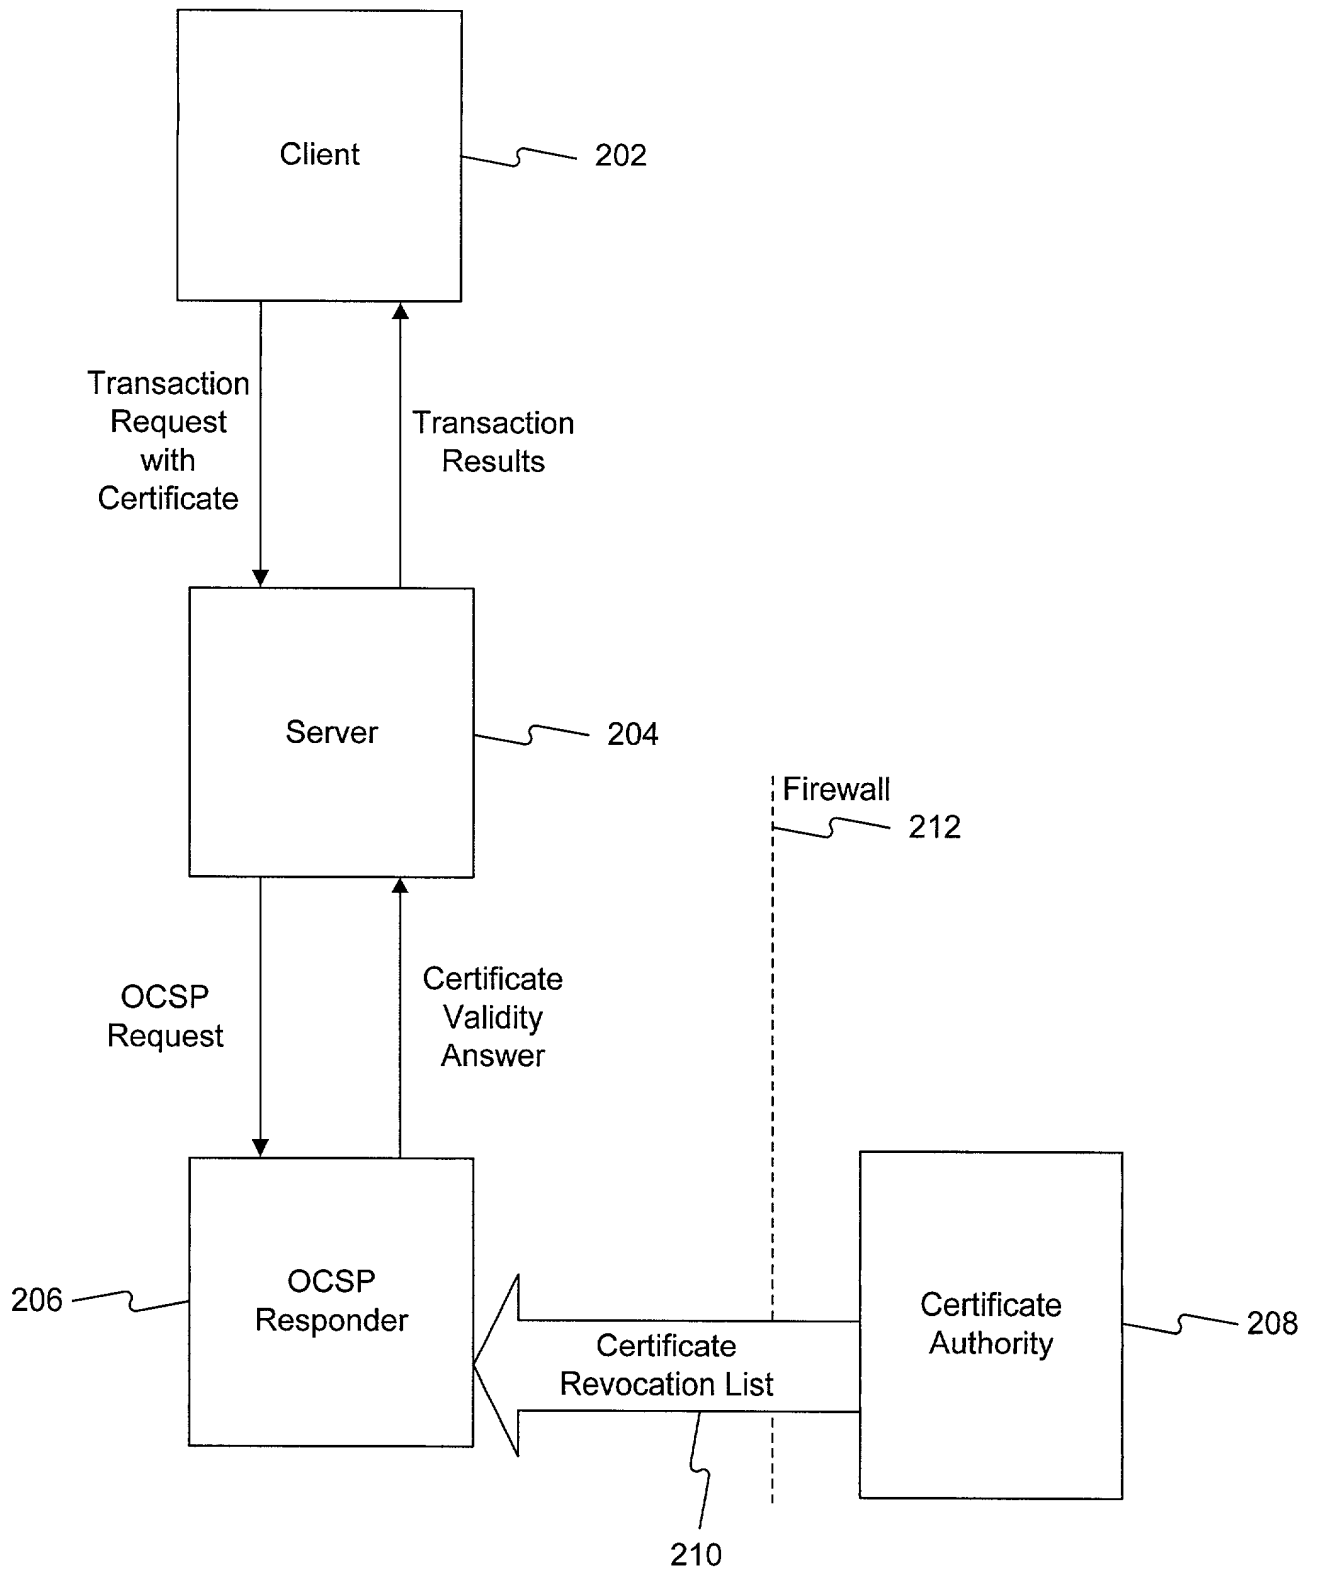 Client
202
Transaction
Request
with
Certificate
Transaction
Results
Server
204
Firewall
212
OCSP
Request
Certificate
Validity
Answer
OCSP
Responder
206
Certificate
Revocation List
Certificate
Authority
208
210